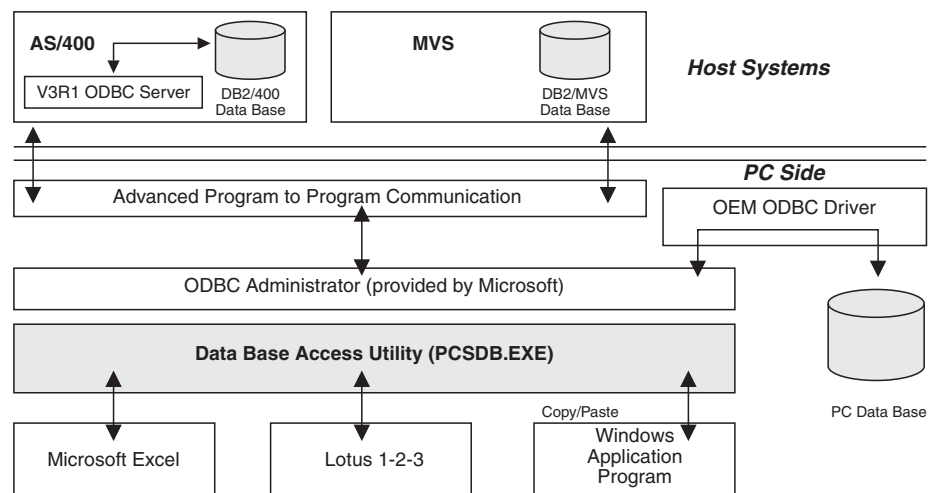 AS/400
MVS
Host Systems
V3R1 ODBC Server
DB2/400
Data Base
DB2/MVS
Data Base
PC Side
Advanced Program to Program Communication
OEM ODBC Driver
ODBC Administrator (provided by Microsoft)
Data Base Access Utility (PCSDB.EXE)
PC Data Base
Copy/Paste
Microsoft Excel
Lotus 1-2-3
Windows
Application
Program